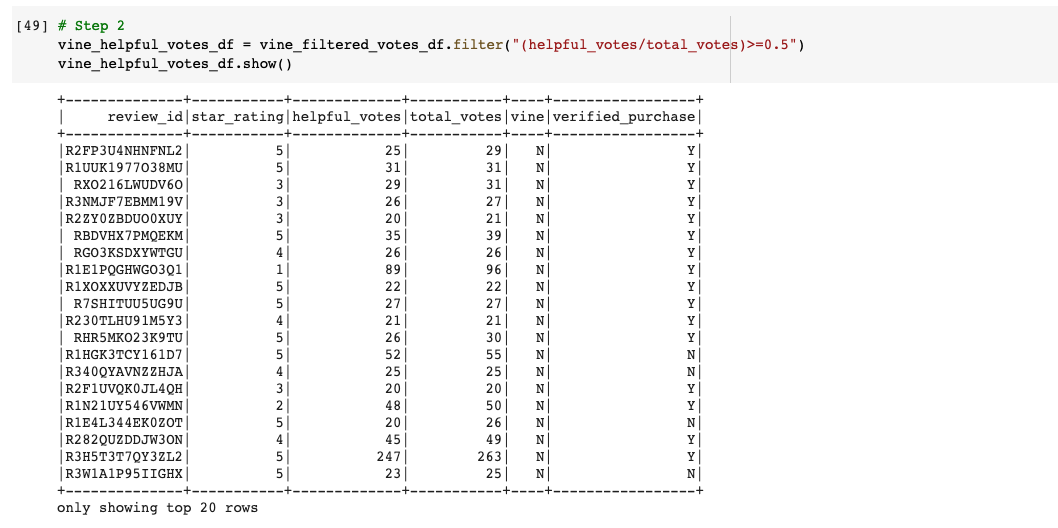 [49] # Step 2
vine_helpful_votes_df = vine_filtered_votes_df.filter("(helpful_votes/total_votes)>=0.5")
vine_helpful_votes_df.show()
+--------------+-----------+-------------+-----------+----+-----------------+
|     review_id|star_rating|helpful_votes|total_votes|vine|verified_purchase|
+--------------+-----------+-------------+-----------+----+-----------------+
|R2FP3U4NHNFNL2|          5|           25|         29|   N|                Y|
|R1UUK1977O38MU|          5|           31|         31|   N|                Y|
| RXO216LWUDV6O|          3|           29|         31|   N|                Y|
|R3NMJF7EBMM19V|          3|           26|         27|   N|                Y|
|R2ZY0ZBDUO0XUY|          3|           20|         21|   N|                Y|
| RBDVHX7PMQEKM|          5|           35|         39|   N|                Y|
| RGO3KSDXYWTGU|          4|           26|         26|   N|                Y|
|R1E1PQGHWGO3Q1|          1|           89|         96|   N|                Y|
|R1XOXXUVYZEDJB|          5|           22|         22|   N|                Y|
| R7SHITUU5UG9U|          5|           27|         27|   N|                Y|
|R230TLHU91M5Y3|          4|           21|         21|   N|                Y|
| RHR5MKO23K9TU|          5|           26|         30|   N|                Y|
|R1HGK3TCY161D7|          5|           52|         55|   N|                N|
|R340QYAVNZZHJA|          4|           25|         25|   N|                N|
|R2F1UVQK0JL4QH|          3|           20|         20|   N|                Y|
|R1N21UY546VWMN|          2|           48|         50|   N|                Y|
|R1E4L344EK0ZOT|          5|           20|         26|   N|                N|
|R282QUZDDJW3ON|          4|           45|         49|   N|                Y|
|R3H5T3T7QY3ZL2|          5|          247|        263|   N|                Y|
|R3W1A1P95IIGHX|          5|           23|         25|   N|                N|
+--------------+-----------+-------------+-----------+----+-----------------+
only showing top 20 rows